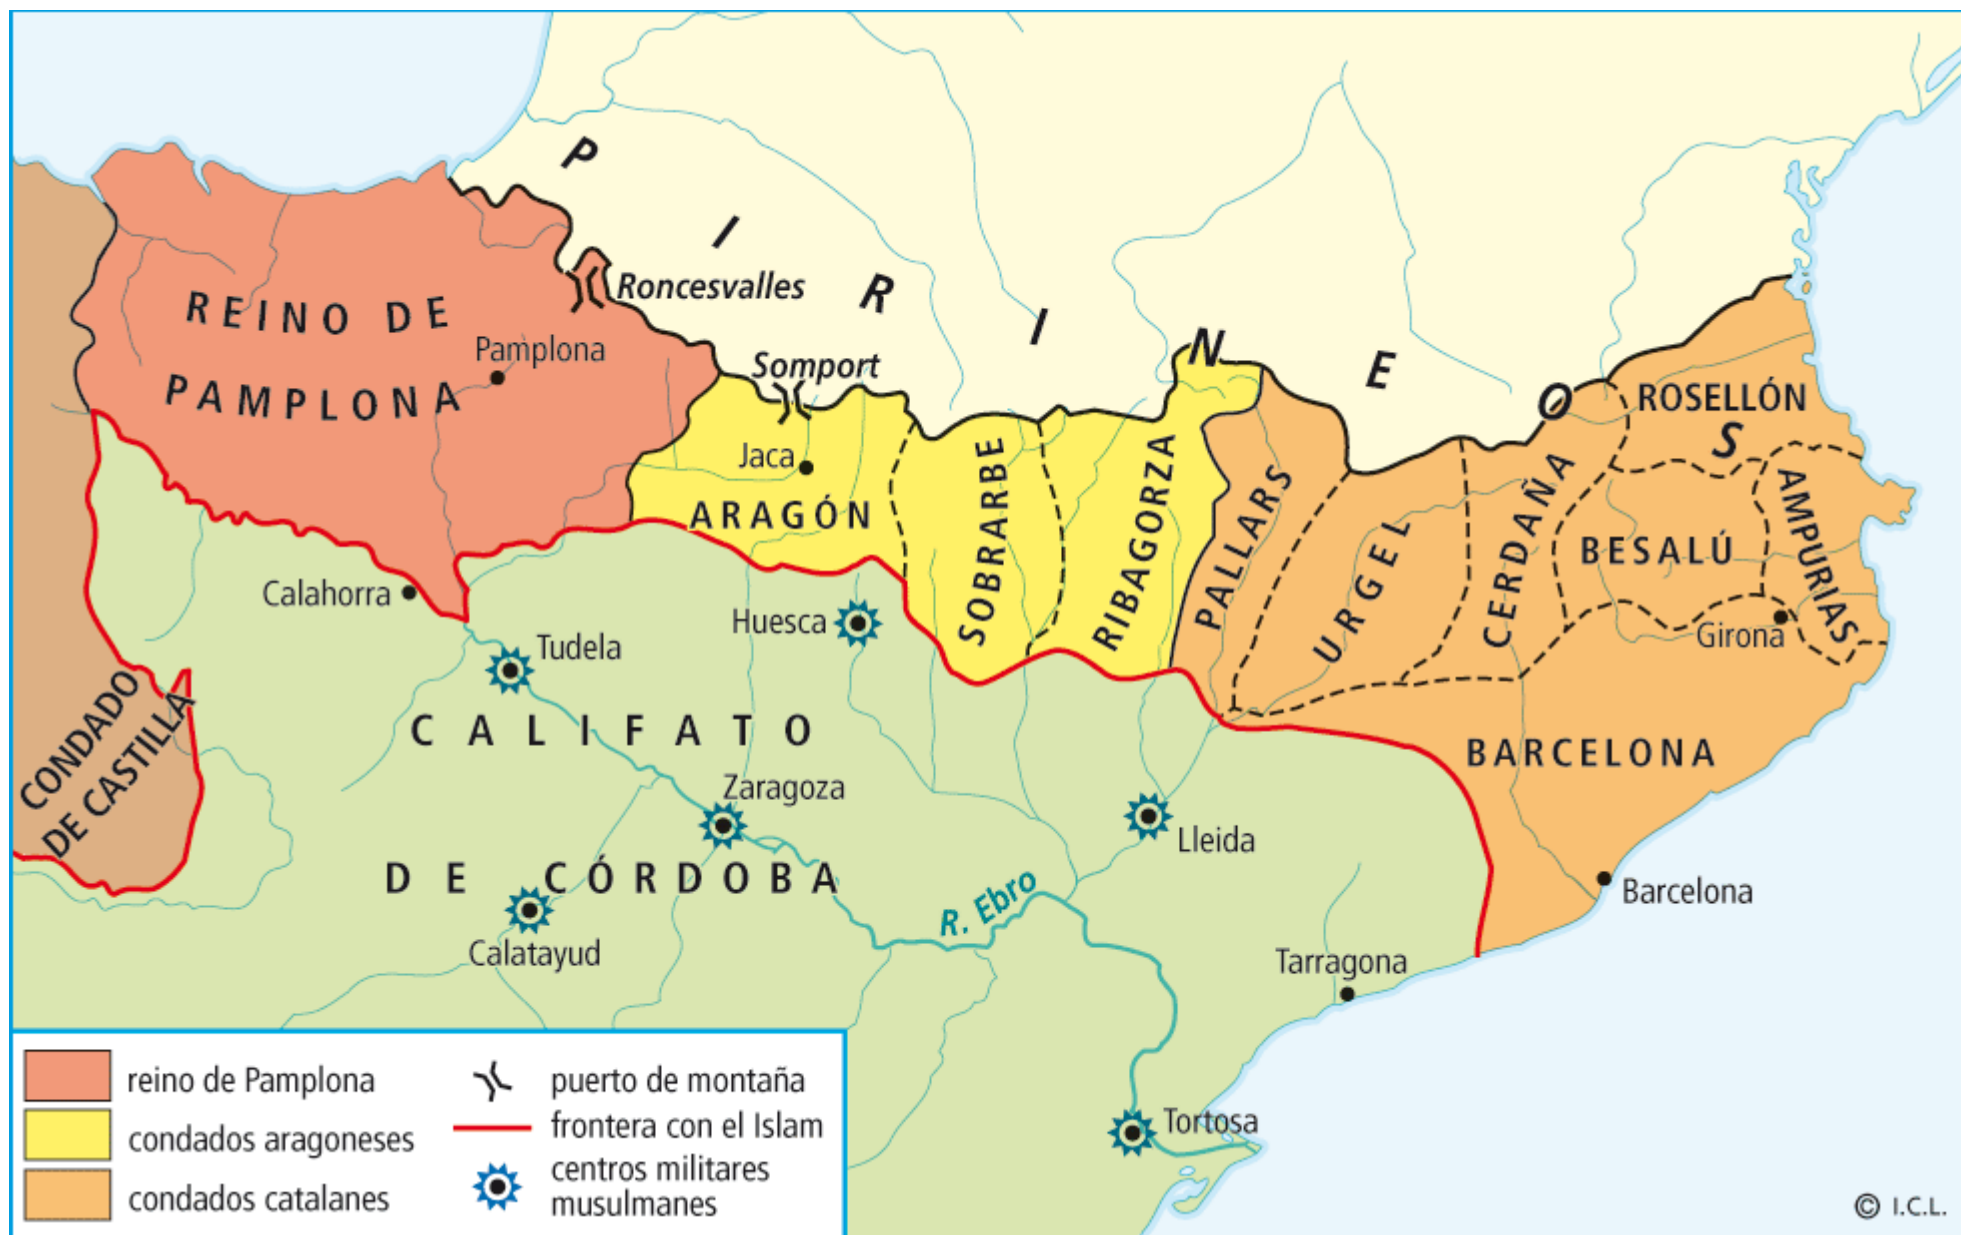 PIRINEOS
Roncesvalles
REINO DE
PAMPLONA
Pamplona
Somport
Jaca
ARAGÓN
SOBRARBE
RIBAGORZA
PALLARS
URGEL
CERDAÑA
ROSELLÓN
BESALÚ
AMPURIAS
Girona
BARCELONA
Barcelona
Calahorra
Tudela
Huesca
CONDADO
DE CASTILLA
CALIFATO
DE CÓRDOBA
Zaragoza
Calatayud
Lleida
R. Ebro
Tarragona
Tortosa
reino de Pamplona
condados aragoneses
condados catalanes
puerto de montaña
frontera con el Islam
centros militares
musulmanes
© I.C.L.